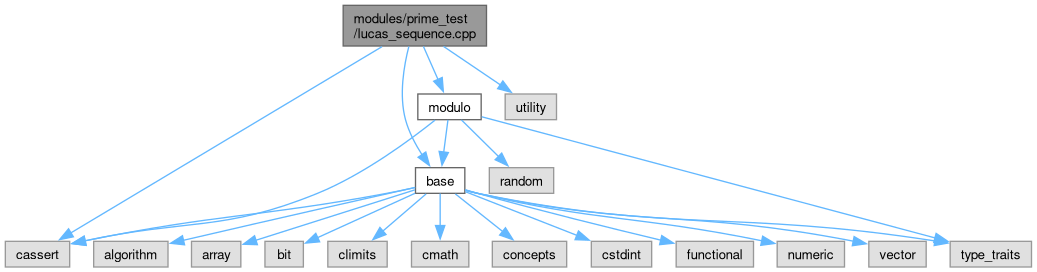 modules/prime_test
/lucas_sequence.cpp
modulo
utility
base
random
cassert
algorithm
array
bit
climits
cmath
concepts
cstdint
functional
numeric
vector
type_traits